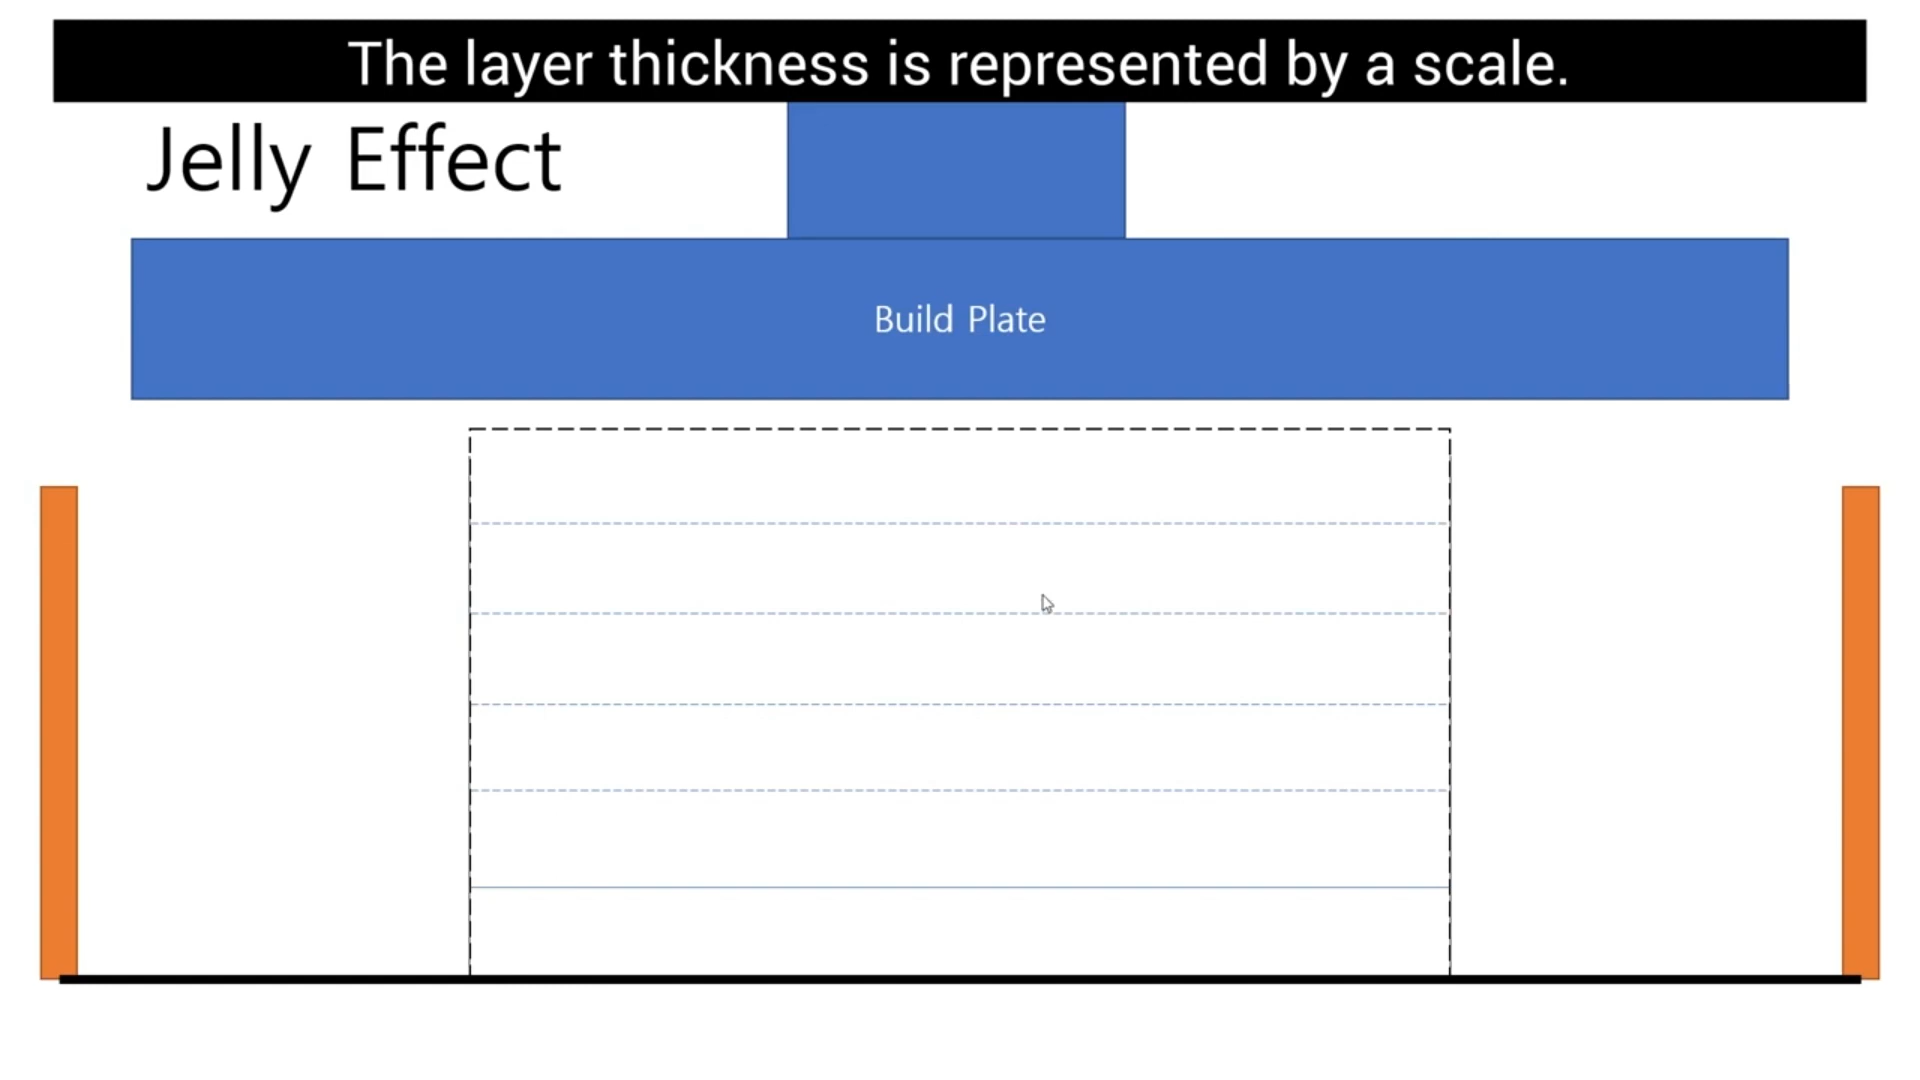 The layer thickness is represented by a scale.
Jelly Effect
Build Plate